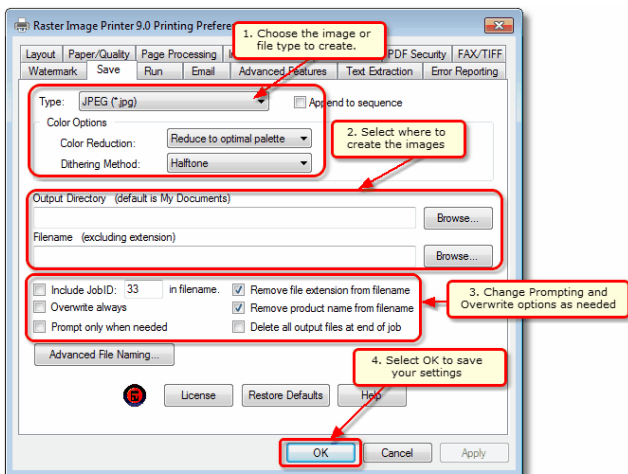 Raster Image Printer 9.0 Printing Prefere
1. Choose the image or
file type to create.
Layout Paper/Quality Page Processing PDF Security FAX/TIFF
Watermark Save Run Email Advanced Features Text Extraction Error Reporting
Type: JPEG (*.jpg) Append to sequence
Color Options
Color Reduction: Reduce to optimal palette
Dithering Method: Halftone
2. Select where to
create the images
Output Directory (default is My Documents)
Browse...
Filename (excluding extension)
Browse...
Include JobID: 33 in filename. Remove file extension from filename
Overwrite always Remove product name from filename
Prompt only when needed Delete all output files at end of job
3. Change Prompting and
Overwrite options as needed
Advanced File Naming...
4. Select OK to save
your settings
License Restore Defaults Help
OK Cancel Apply